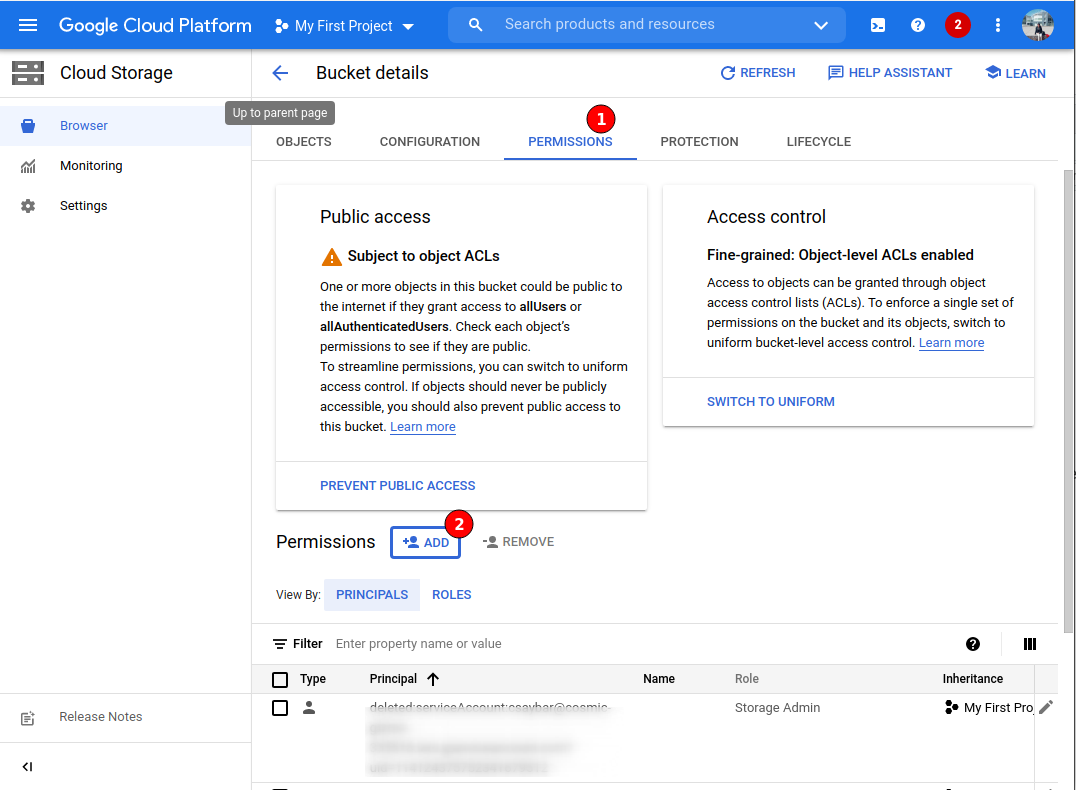 Google Cloud Platform
My First Project
Search products and resources
2
Cloud Storage
Bucket details
REFRESH
HELP ASSISTANT
LEARN
Up to parent page
Browser
Monitoring
Settings
1
OBJECTS
CONFIGURATION
PERMISSIONS
PROTECTION
LIFECYCLE
Public access
Subject to object ACLs
One or more objects in this bucket could be public to
the internet if they grant access to allUsers or
allAuthenticatedUsers. Check each object's
permissions to see if they are public.
To streamline permissions, you can switch to uniform
access control. If objects should never be publicly
accessible, you should also prevent public access to
this bucket. Learn more
PREVENT PUBLIC ACCESS
Access control
Fine-grained: Object-level ACLs enabled
Access to objects can be granted through object
access control lists (ACLs). To enforce a single set of
permissions on the bucket and its objects, switch to
uniform bucket-level access control. Learn more
SWITCH TO UNIFORM
2
Permissions
ADD
REMOVE
View By:
PRINCIPALS
ROLES
Filter
Enter property name or value
Type
Principal
Name
Role
Inheritance
Storage Admin
My First Proj
Release Notes